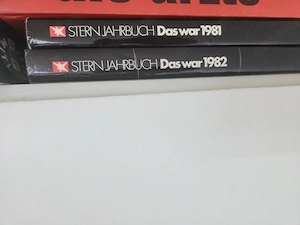 STERN JAHRBUCH Das war 1981
STERN JAHRBUCH Das war 1982